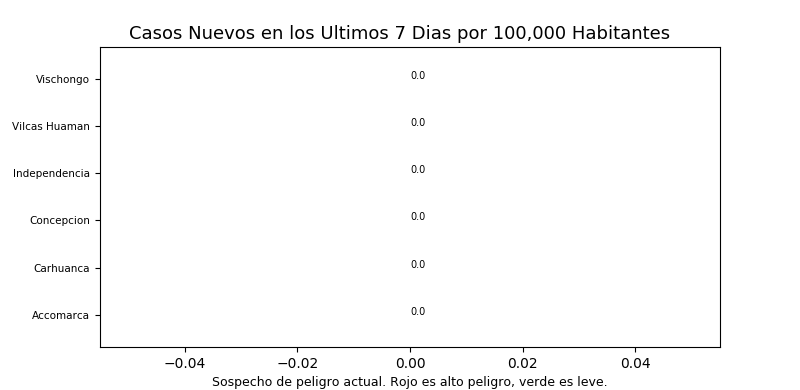 Casos Nuevos en los Ultimos 7 Dias por 100,000 Habitantes
Vischongo 0.0
Vilcas Huaman 0.0
Independencia 0.0
Concepcion 0.0
Carhuanca 0.0
Accomarca 0.0
−0.04 −0.02 0.00 0.02 0.04
Sospecho de peligro actual. Rojo es alto peligro, verde es leve.